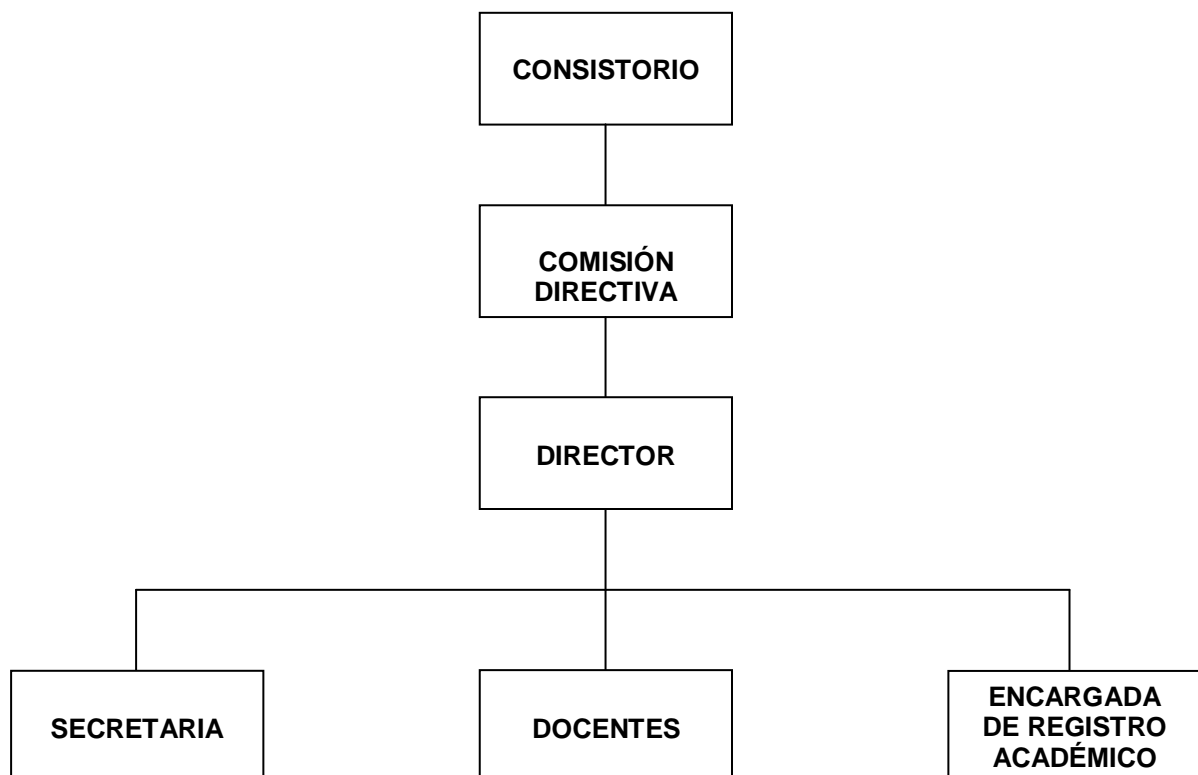 CONSISTORIO
COMISIÓN
DIRECTIVA
DIRECTOR
SECRETARIA
DOCENTES
ENCARGADA
DE REGISTRO
ACADÉMICO